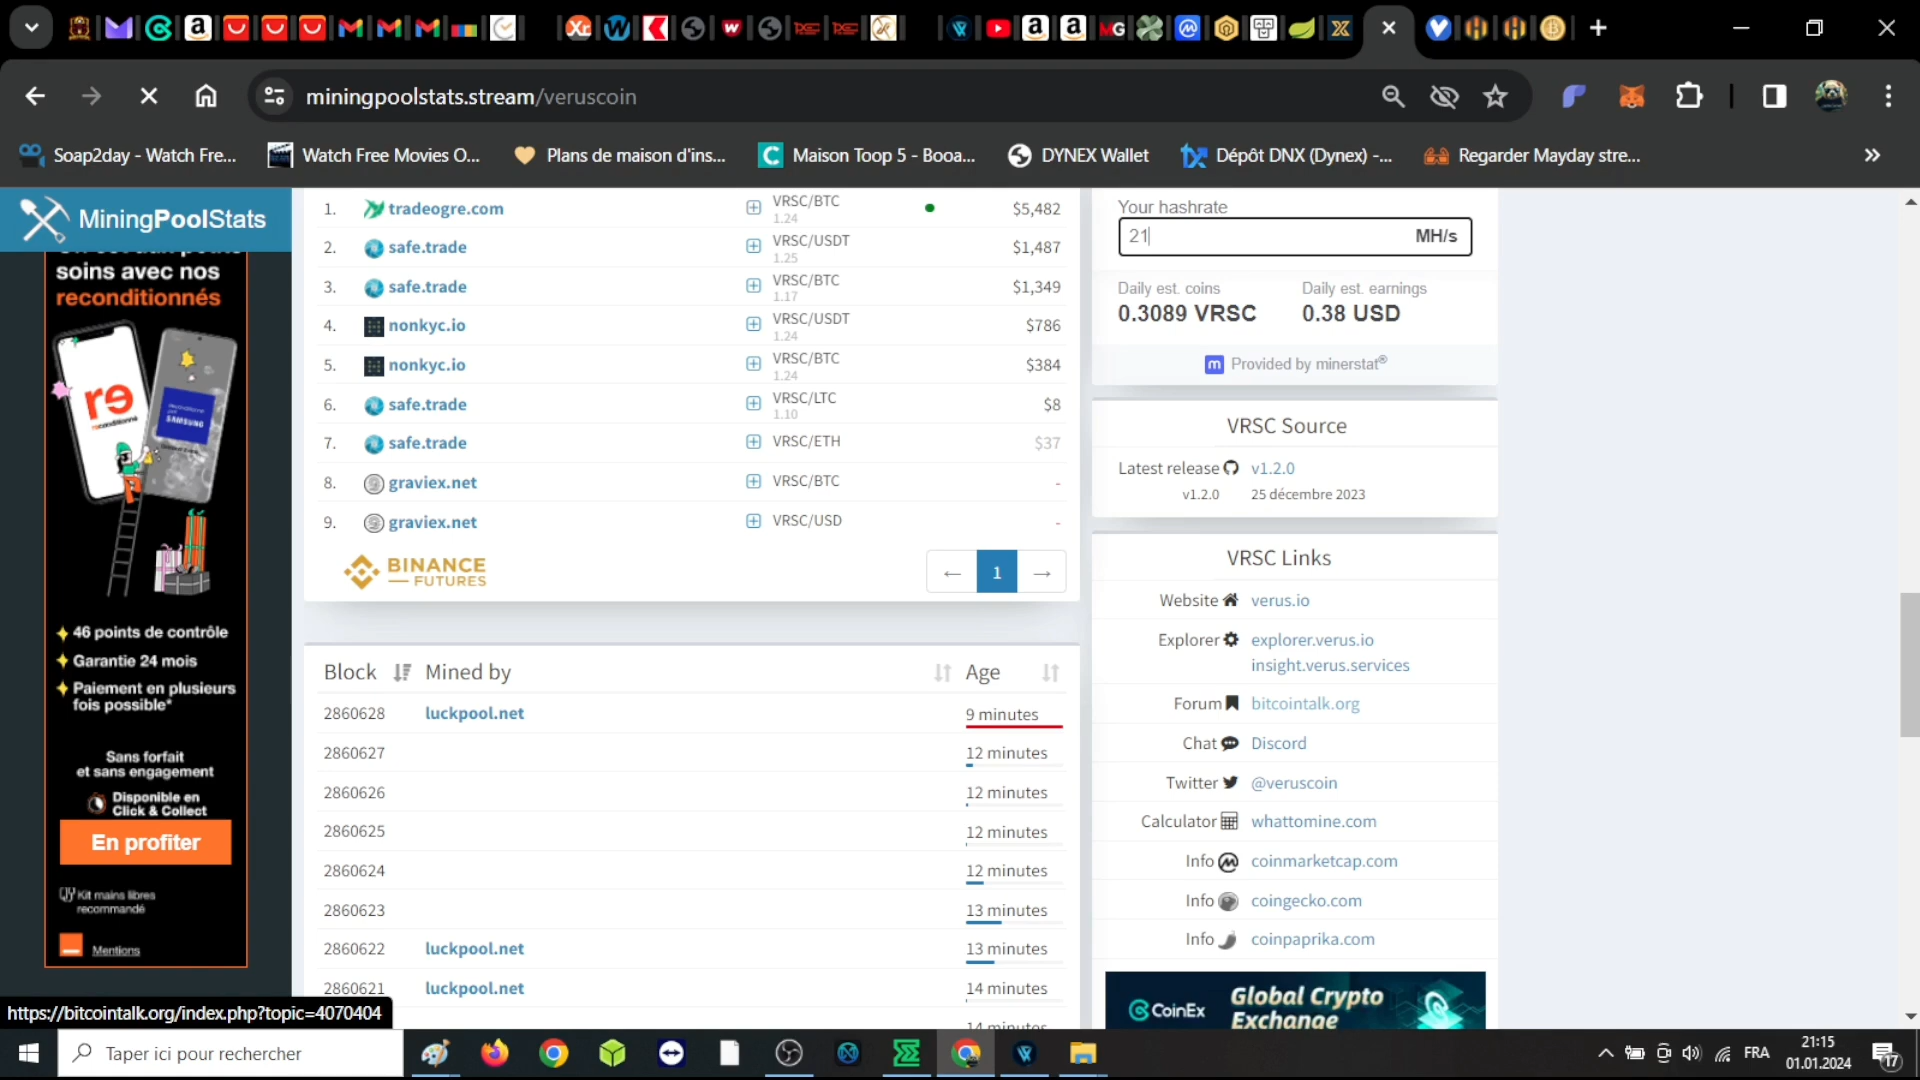 miningpoolstats.stream/veruscoin
Soap2day - Watch Fre...
Watch Free Movies O...
Plans de maison d'ins...
Maison Toop 5 - Booa...
DYNEX Wallet
Dépôt DNX (Dynex) -...
Regarder Mayday stre...
MiningPoolStats
soins avec nos
reconditionnés
re
reconditionné
SAMSUNG
46 points de contrôle
Garantie 24 mois
Paiement en plusieurs
fois possible*
Sans forfait
et sans engagement
Disponible en
Click & Collect
En profiter
Kit mains libres
recommandé
Mentions
1. tradeogre.com VRSC/BTC $5,482
1.24
2. safe.trade VRSC/USDT $1,487
1.25
3. safe.trade VRSC/BTC $1,349
1.17
4. nonkyc.io VRSC/USDT $786
1.24
5. nonkyc.io VRSC/BTC $384
1.24
6. safe.trade VRSC/LTC $8
1.10
7. safe.trade VRSC/ETH $37
8. graviex.net VRSC/BTC -
9. graviex.net VRSC/USD -
BINANCE
FUTURES
← 1 →
Block Mined by Age
2860628 luckpool.net 9 minutes
2860627 12 minutes
2860626 12 minutes
2860625 12 minutes
2860624 12 minutes
2860623 13 minutes
2860622 luckpool.net 13 minutes
2860621 luckpool.net 14 minutes
14 minutes
Your hashrate
21 MH/s
Daily est. coins Daily est. earnings
0.3089 VRSC 0.38 USD
m Provided by minerstat®
VRSC Source
Latest release v1.2.0
v1.2.0 25 décembre 2023
VRSC Links
Website verus.io
Explorer explorer.verus.io
insight.verus.services
Forum bitcointalk.org
Chat Discord
Twitter @veruscoin
Calculator whattomine.com
Info coinmarketcap.com
Info coingecko.com
Info coinpaprika.com
CoinEx Global Crypto
Exchange
https://bitcointalk.org/index.php?topic=4070404
Taper ici pour rechercher
FRA
21:15
01.01.2024
17